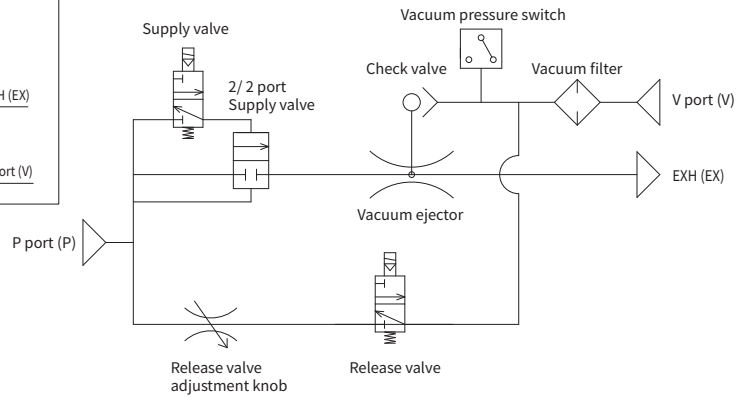 Vacuum pressure switch
Supply valve
Check valve
Vacuum filter
2/ 2 port
Supply valve
(EX)
V port (V)
(V)
EXH (EX)
Vacuum ejector
P port (P)
Release valve
adjustment knob
Release valve